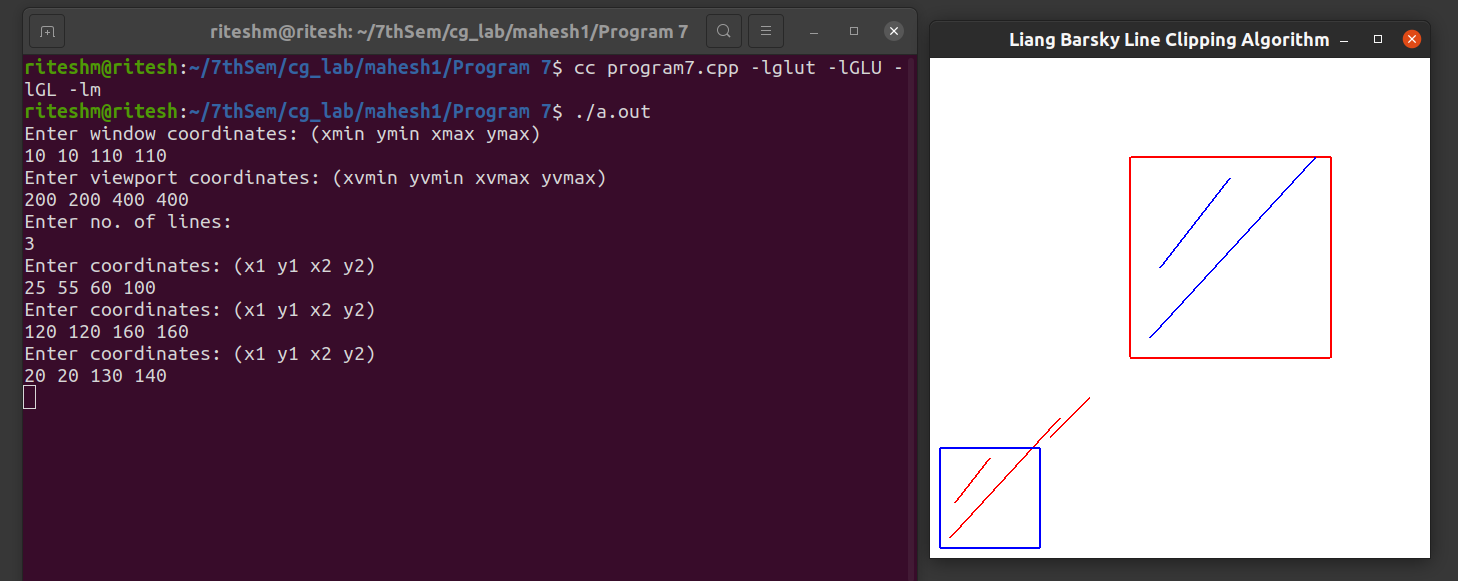 riteshm@ritesh: ~/7thSem/cg_lab/mahesh1/Program 7
riteshm@ritesh:~/7thSem/cg_lab/mahesh1/Program 7$ cc program7.cpp -lglut -lGLU -
lGL -lm
riteshm@ritesh:~/7thSem/cg_lab/mahesh1/Program 7$ ./a.out
Enter window coordinates: (xmin ymin xmax ymax)
10 10 110 110
Enter viewport coordinates: (xvmin yvmin xvmax yvmax)
200 200 400 400
Enter no. of lines:
3
Enter coordinates: (x1 y1 x2 y2)
25 55 60 100
Enter coordinates: (x1 y1 x2 y2)
120 120 160 160
Enter coordinates: (x1 y1 x2 y2)
20 20 130 140
Liang Barsky Line Clipping Algorithm